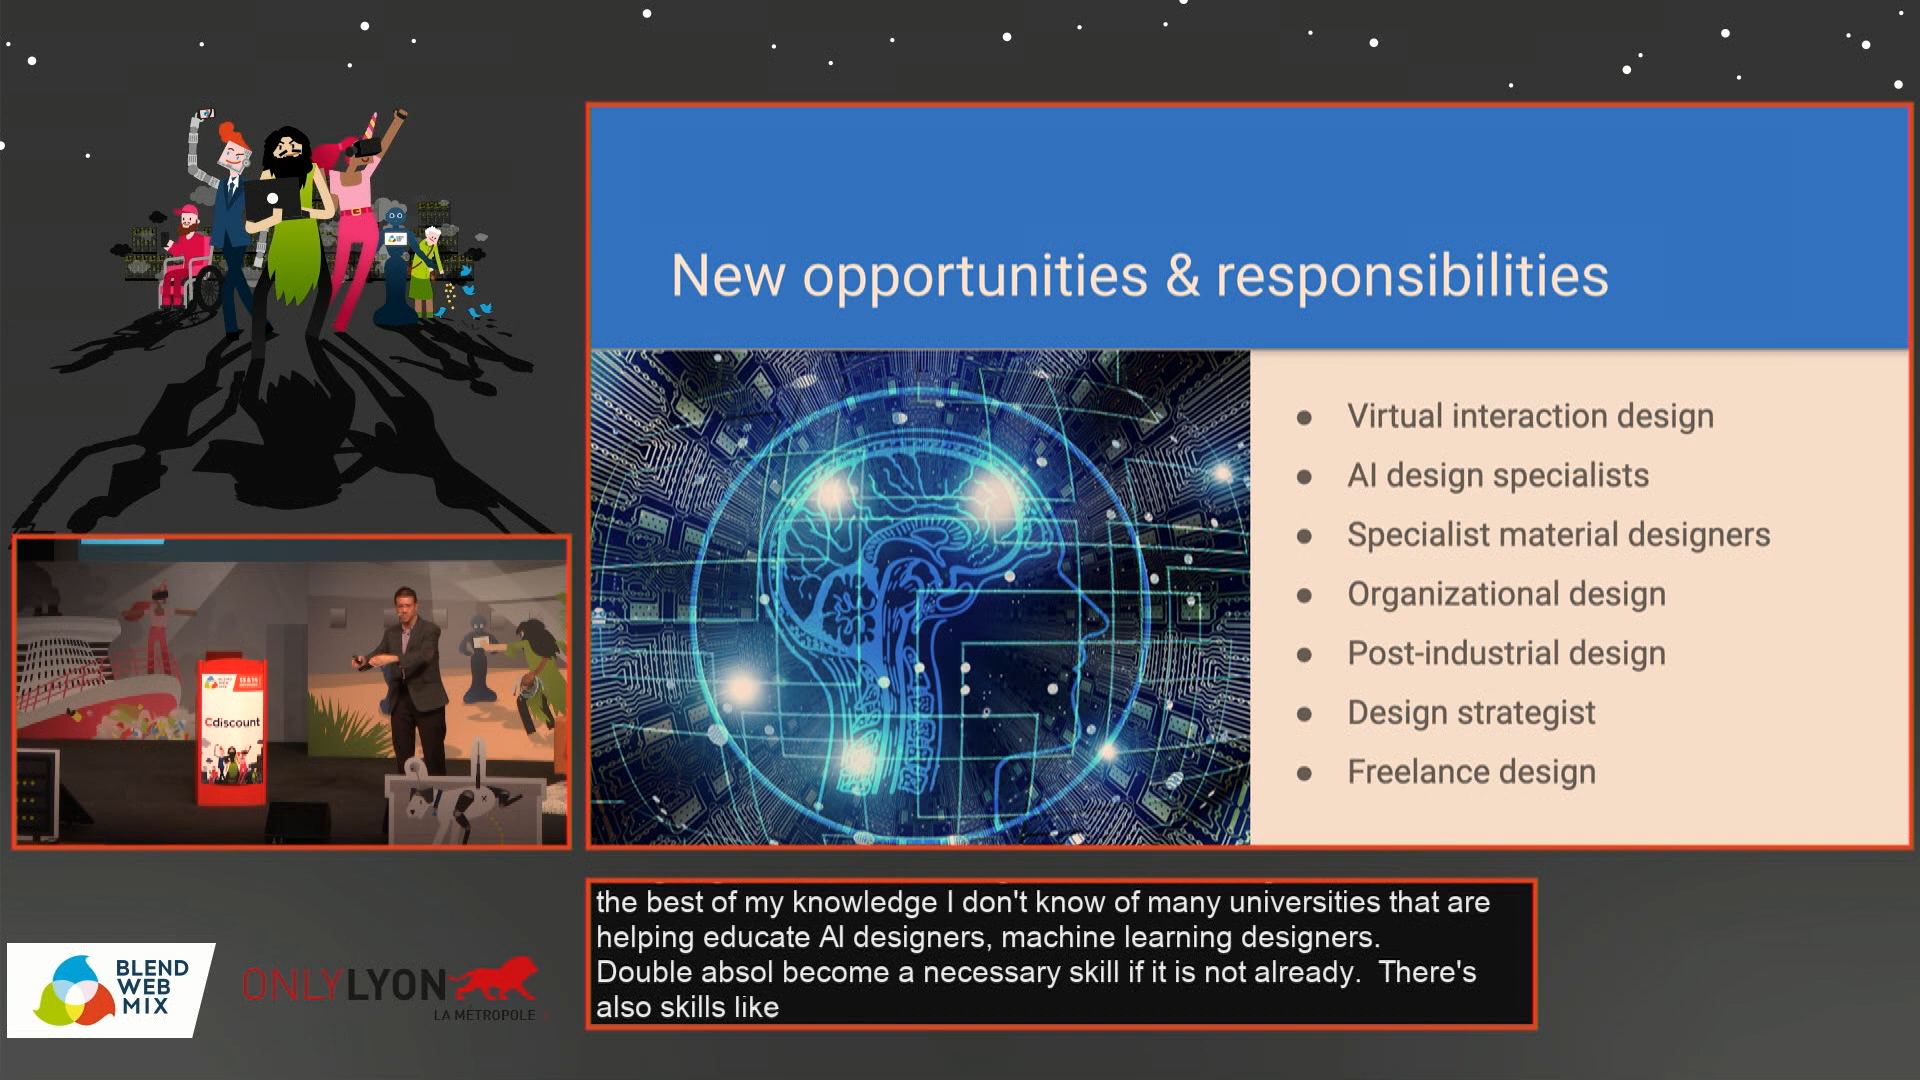 New opportunities & responsibilities
Virtual interaction design
AI design specialists
Specialist material designers
Organizational design
Post-industrial design
Design strategist
Freelance design
Cdiscount
the best of my knowledge I don't know of many universities that are
helping educate AI designers, machine learning designers.
Double absol become a necessary skill if it is not already.  There's
also skills like
BLEND
WEB
MIX
ONLYLYON
LA MÉTROPOLE